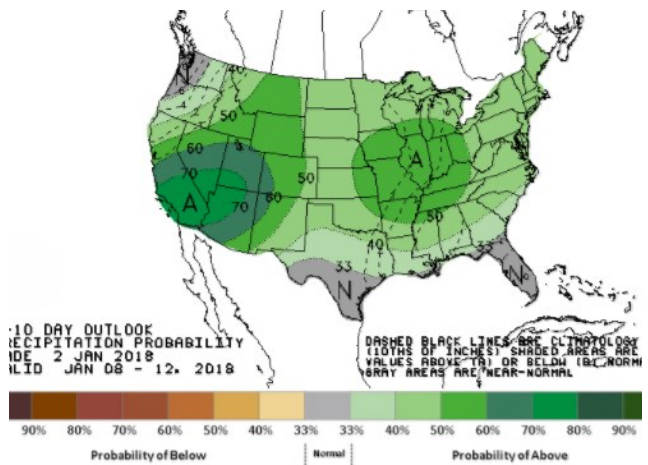 N
40
50
60
70
A
70
60
50
A
50
40
33
33
N
N
-10 DAY OUTLOOK
RECIPITATION PROBABILITY
ADE 2 JAN 2018
ALID JAN 08 - 12, 2018
DASHED BLACK LINES ARE CLIMATOLOGY
(10THS OF INCHES) SHADED AREAS ARE
VALUES ABOVE (A) OR BELOW (B) NORMA
GRAY AREAS ARE NEAR-NORMAL
90% 80% 70% 60% 50% 40% 33% 33% 40% 50% 60% 70% 80% 90%
Probability of Below Normal Probability of Above